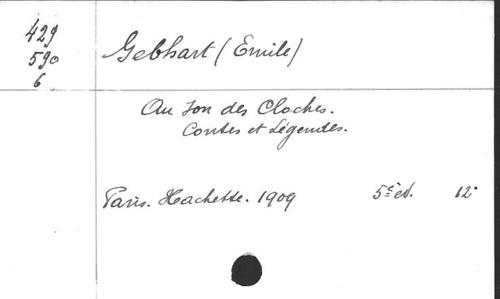 429
590
6
Gebhart (Emile)
Au son des Cloches.
Contes et Légendes.
Paris. Hachette. 1909 5e éd. 12°